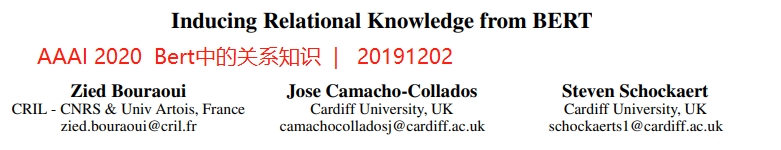 Inducing Relational Knowledge from BERT
AAAI 2020 Bert中的关系知识 | 20191202
Zied Bouraoui Jose Camacho-Collados Steven Schockaert
CRIL - CNRS & Univ Artois, France Cardiff University, UK Cardiff University, UK
zied.bouraoui@cril.fr camachocolladosj@cardiff.ac.uk schockaerts1@cardiff.ac.uk